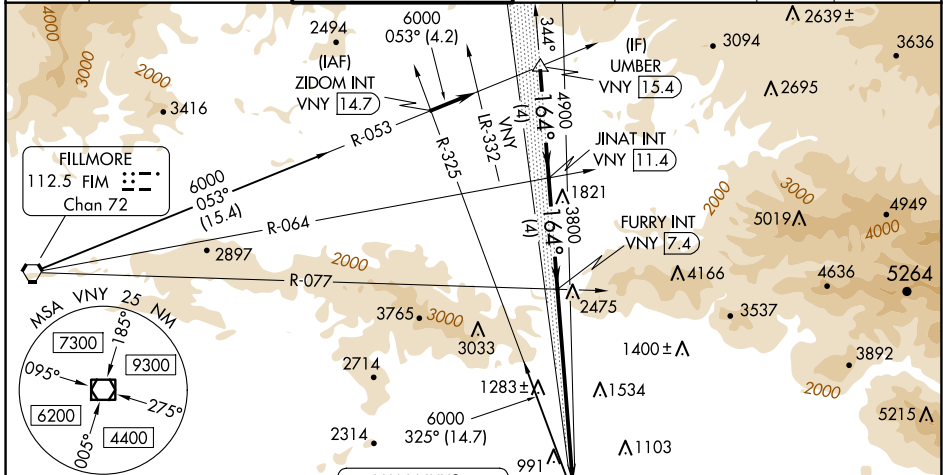 4000
3000
2000
3416
2494
(IAF)
ZIDOM INT
VNY 14.7
6000
053° (4.2)
344°
(IF)
UMBER
VNY 15.4
2639 ±
3094
3636
2695
FILLMORE
112.5 FIM
Chan 72
6000
053°
(15.4)
R-053
R-325
LR-332
VNY
164°
(4)
4900
JINAT INT
VNY 11.4
1821
3800
164°
(4)
FURRY INT
VNY 7.4
2000
3000
5019
4949
4000
R-064
2897
2000
R-077
2475
4166
4636
5264
3537
MSA VNY 25 NM
185°
7300
9300
095°
275°
6200
4400
005°
3765
3000
3033
2714
2314
1283 ±
6000
325° (14.7)
991
1400 ±
1534
1103
3892
2000
5215